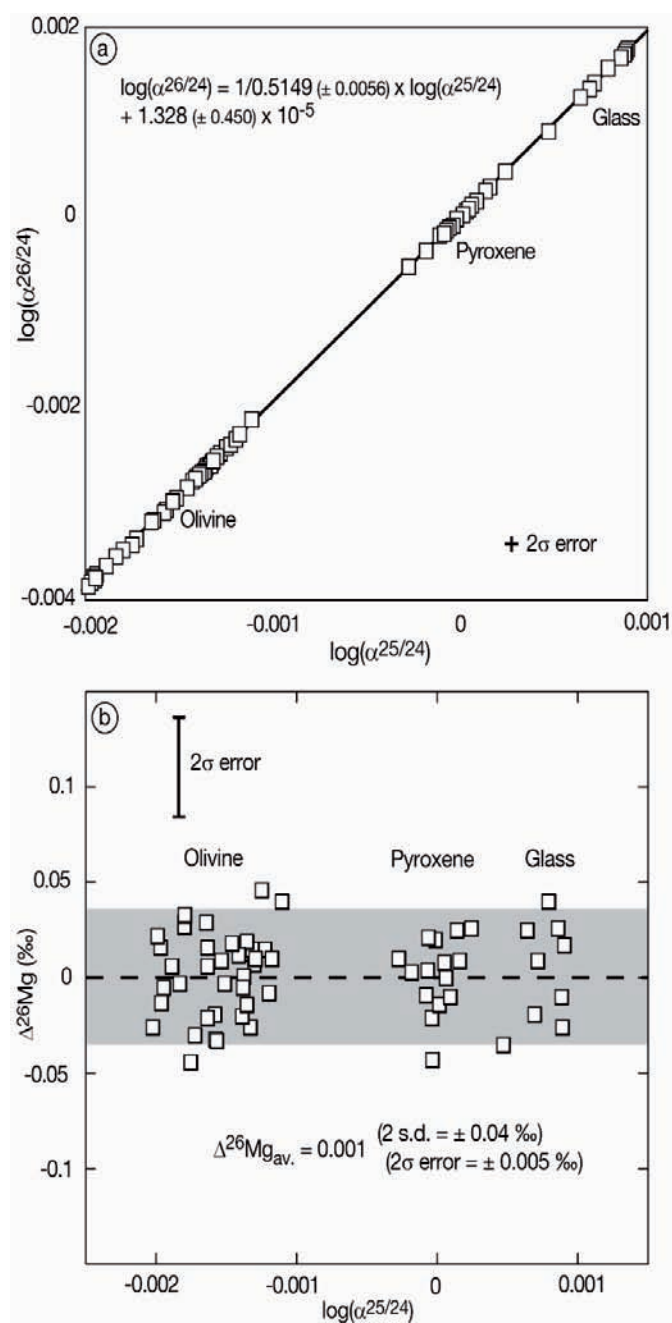 0.002
a
log(α26/24) = 1/0.5149 (± 0.0056) x log(α25/24)
+ 1.328 (± 0.450) x 10-5
Glass
0
log(α26/24)
Pyroxene
-0.002
Olivine
+ 2σ error
-0.004
-0.002 -0.001 0 0.001
log(α25/24)
b
2σ error
0.1
Olivine Pyroxene Glass
0.05
0
Δ26Mg (‰)
-0.05
Δ26Mgav. = 0.001 (2 s.d. = ± 0.04 ‰)
(2σ error = ± 0.005 ‰)
-0.1
-0.002 -0.001 0 0.001
log(α25/24)